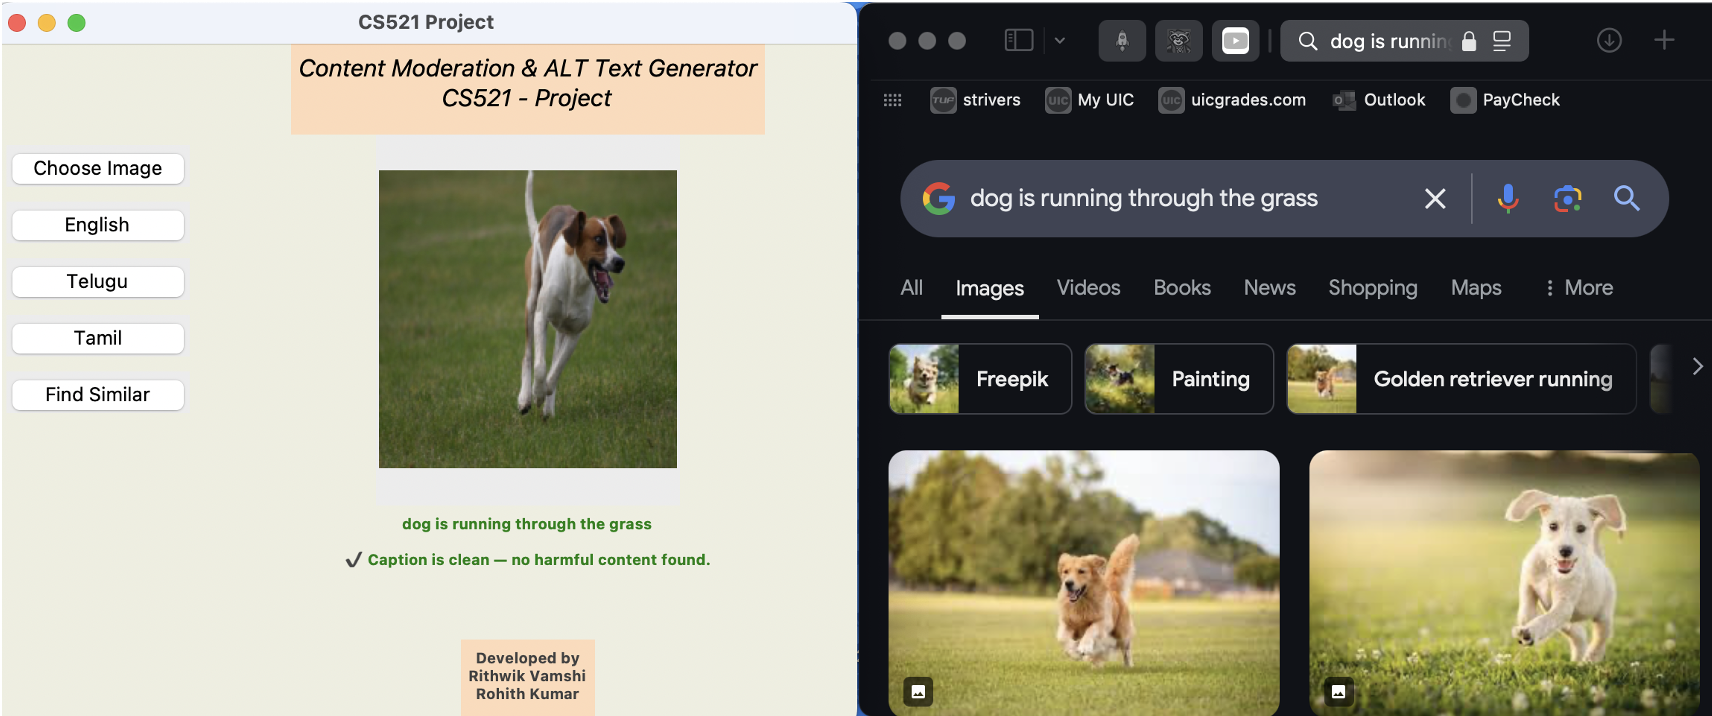 CS521 Project
Content Moderation & ALT Text Generator
CS521 - Project
Choose Image
English
Telugu
Tamil
Find Similar
dog is running through the grass
✓ Caption is clean — no harmful content found.
Developed by
Rithwik Vamshi
Rohith Kumar
dog is runnin
TUF strivers UIC My UIC UIC uicgrades.com Outlook PayCheck
dog is running through the grass
All Images Videos Books News Shopping Maps More
Freepik Painting Golden retriever running